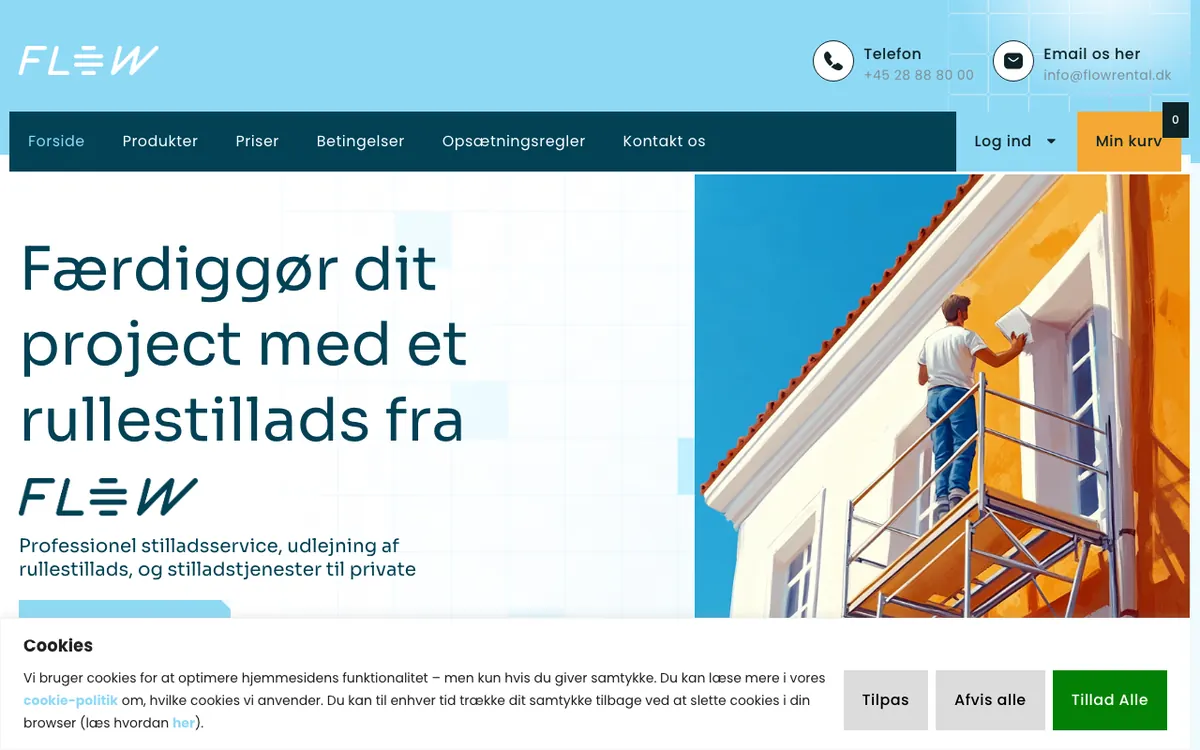 FLOW
Telefon
+45 28 88 80 00
Email os her
info@flowrental.dk
0
Forside
Produkter
Priser
Betingelser
Opsætningsregler
Kontakt os
Log ind
Min kurv
Færdiggør dit
project med et
rullestillads fra
FLOW
Professionel stilladsservice, udlejning af
rullestillads, og stilladstjenester til private
Cookies
Vi bruger cookies for at optimere hjemmesidens funktionalitet – men kun hvis du giver samtykke. Du kan læse mere i vores
cookie-politik om, hvilke cookies vi anvender. Du kan til enhver tid trække dit samtykke tilbage ved at slette cookies i din
browser (læs hvordan her).
Tilpas
Afvis alle
Tillad Alle